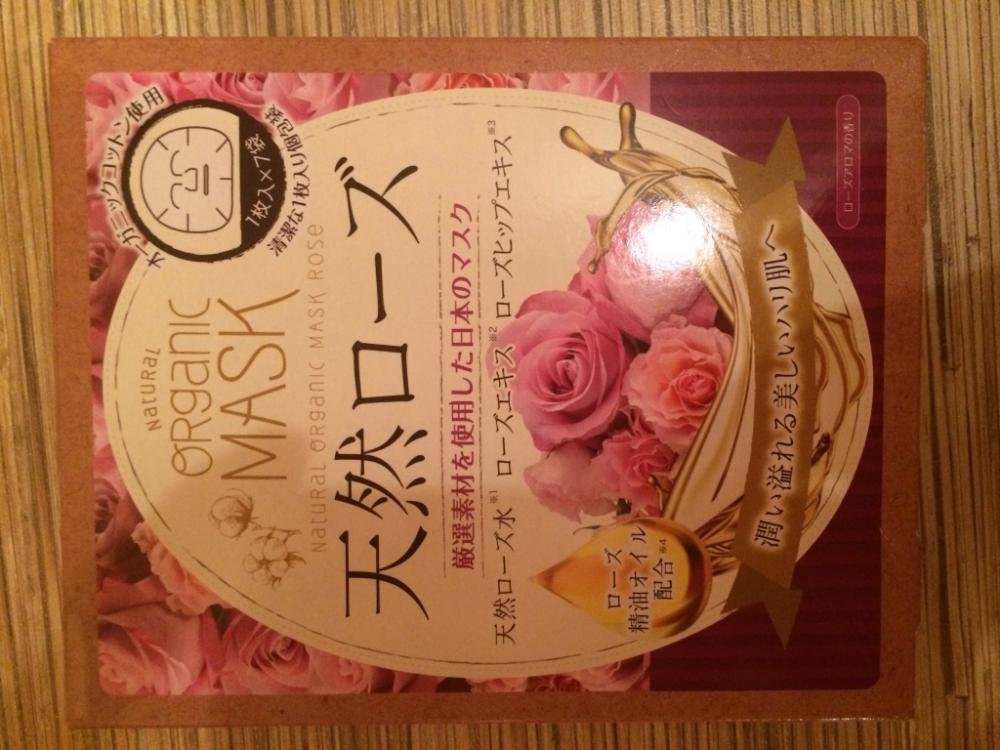 オーガニックコットン使用
1枚入×7袋
清潔な1枚入り個包装
NATURAL
ORGANIC
MASK
NATURAL ORGANIC MASK ROSE
天然ローズ
厳選素材を使用した日本のマスク
天然ローズ水※1 ローズエキス※2 ローズヒップエキス※3
ローズ
精油オイル
配合※4
潤い溢れる美しいハリ肌へ
ローズアロマの香り